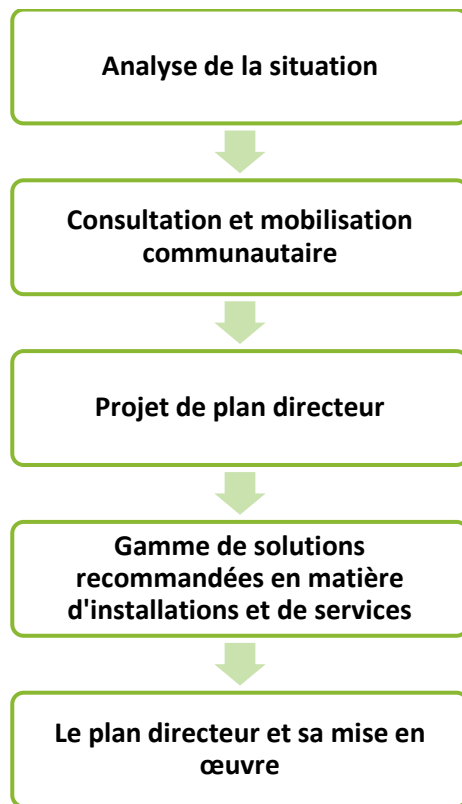 Analyse de la situation
Consultation et mobilisation
communautaire
Projet de plan directeur
Gamme de solutions
recommandées en matière
d'installations et de services
Le plan directeur et sa mise en
œuvre